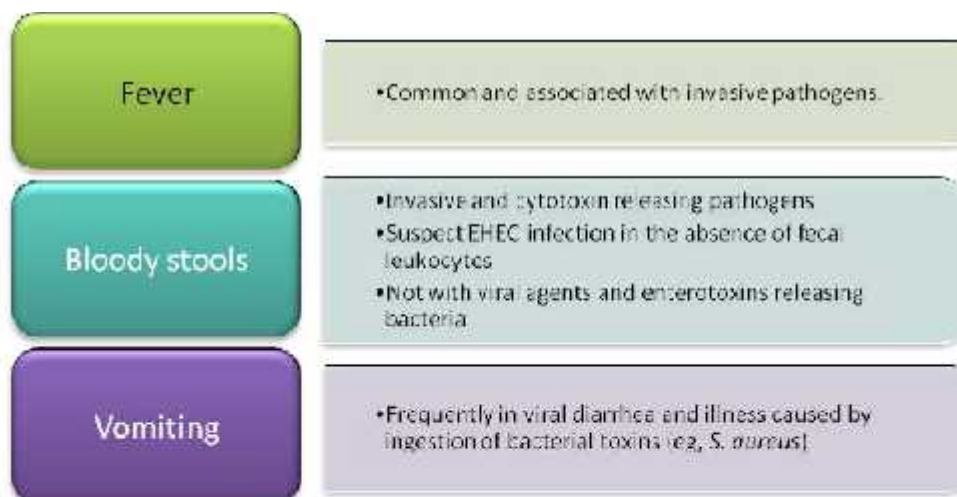 Fever
•Common and associated with invasive pathogens.
Bloody stools
•Invasive and cytotoxin releasing pathogens
•Suspect EHEC infection in the absence of fecal
leukocytes
•Not with viral agents and enterotoxins releasing
bacteria
Vomiting
•Frequently in viral diarrhea and illness caused by
ingestion of bacterial toxins (eg, S. aureus)